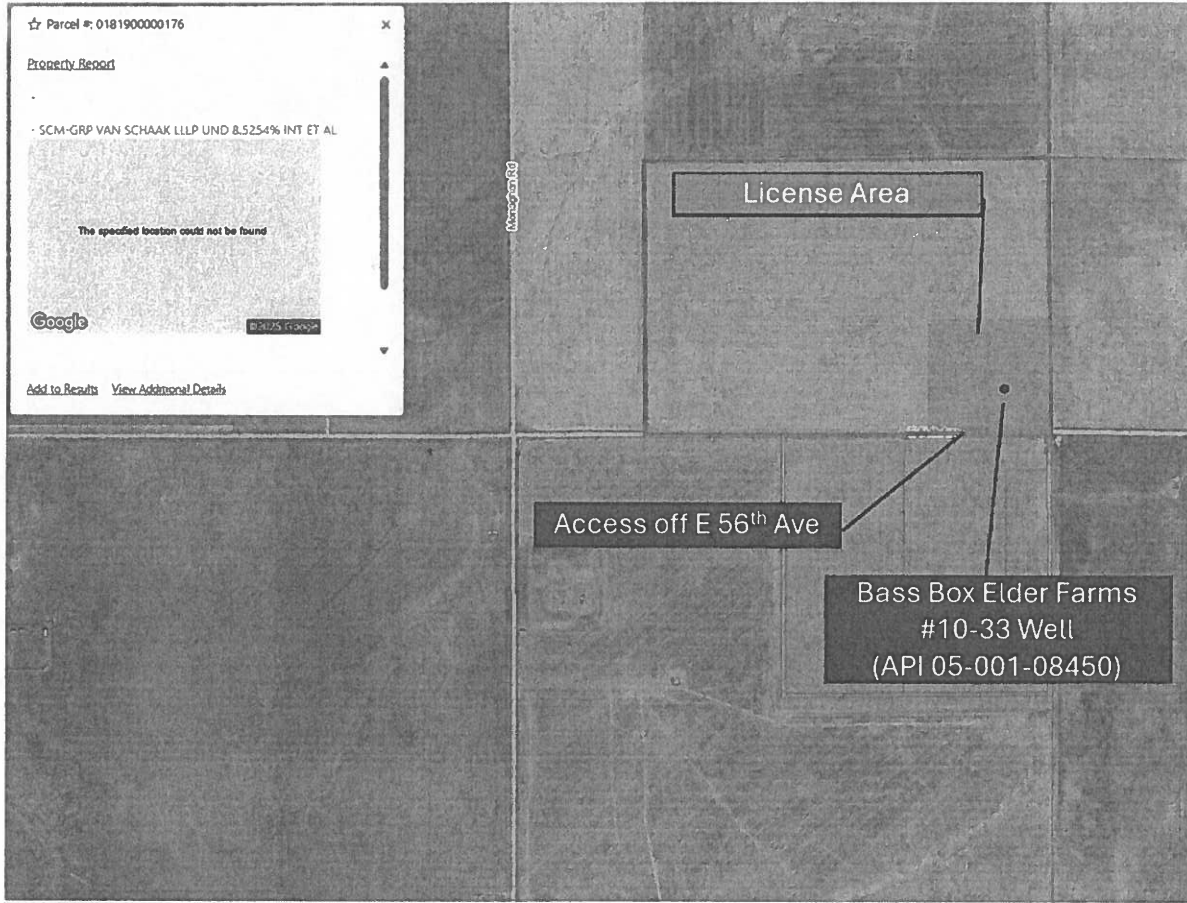 ☆ Parcel #: 0181900000176 ×
Property Report
-
- SCM-GRP VAN SCHAAK LLLP UND 8.5254% INT ET AL
The specified location could not be found
Google
©2025 Google
Add to Results View Additional Details
Monaghan Rd
License Area
Access off E 56th Ave
Bass Box Elder Farms
#10-33 Well
(API 05-001-08450)